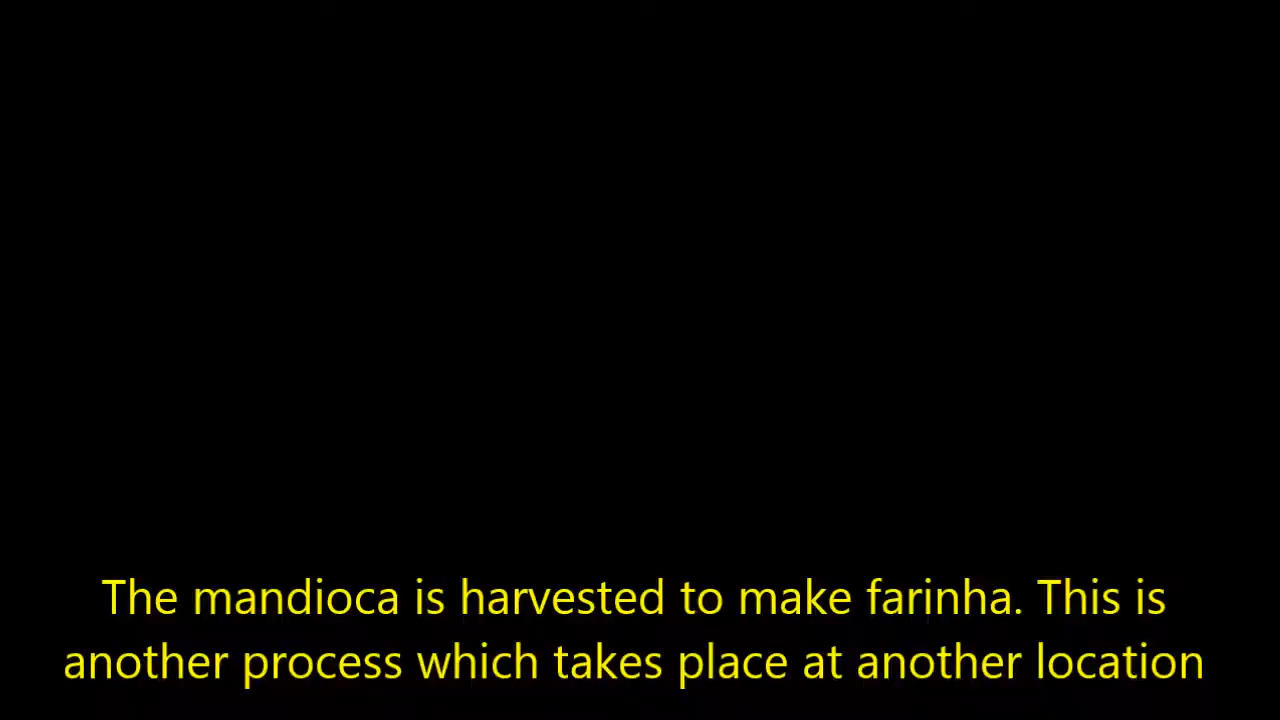 The mandioca is harvested to make farinha. This is
another process which takes place at another location